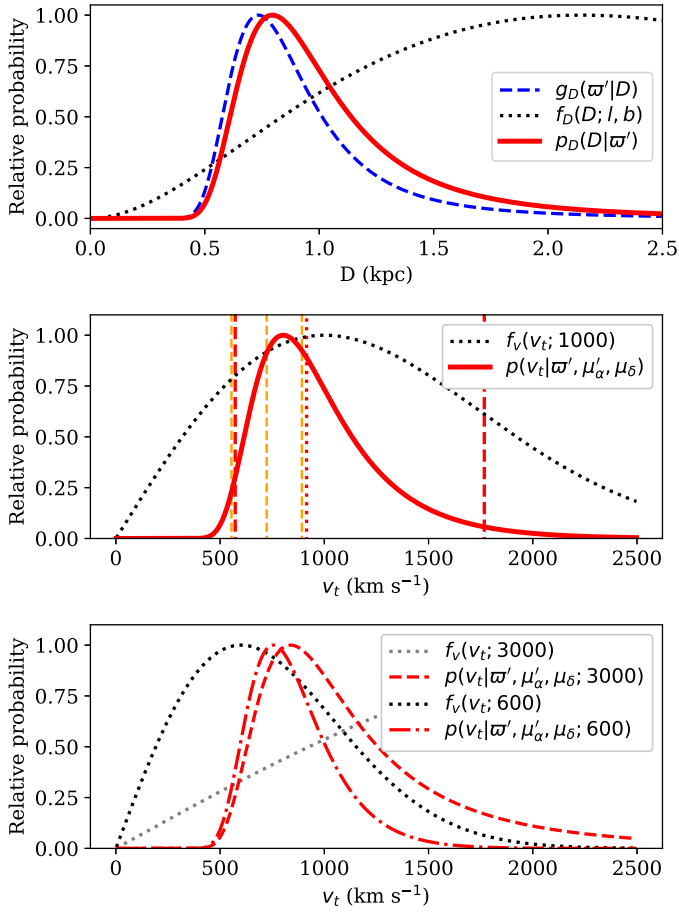 Relative probability
1.00
0.75
0.50
0.25
0.00
g_D(ϖ′|D)
f_D(D; l, b)
p_D(D|ϖ′)
0.0 0.5 1.0 1.5 2.0 2.5
D (kpc)
Relative probability
1.00
0.75
0.50
0.25
0.00
f_v(v_t; 1000)
p(v_t|ϖ′, μ′_α, μ_δ)
0 500 1000 1500 2000 2500
v_t (km s⁻¹)
Relative probability
1.00
0.75
0.50
0.25
0.00
f_v(v_t; 3000)
p(v_t|ϖ′, μ′_α, μ_δ; 3000)
f_v(v_t; 600)
p(v_t|ϖ′, μ′_α, μ_δ; 600)
0 500 1000 1500 2000 2500
v_t (km s⁻¹)